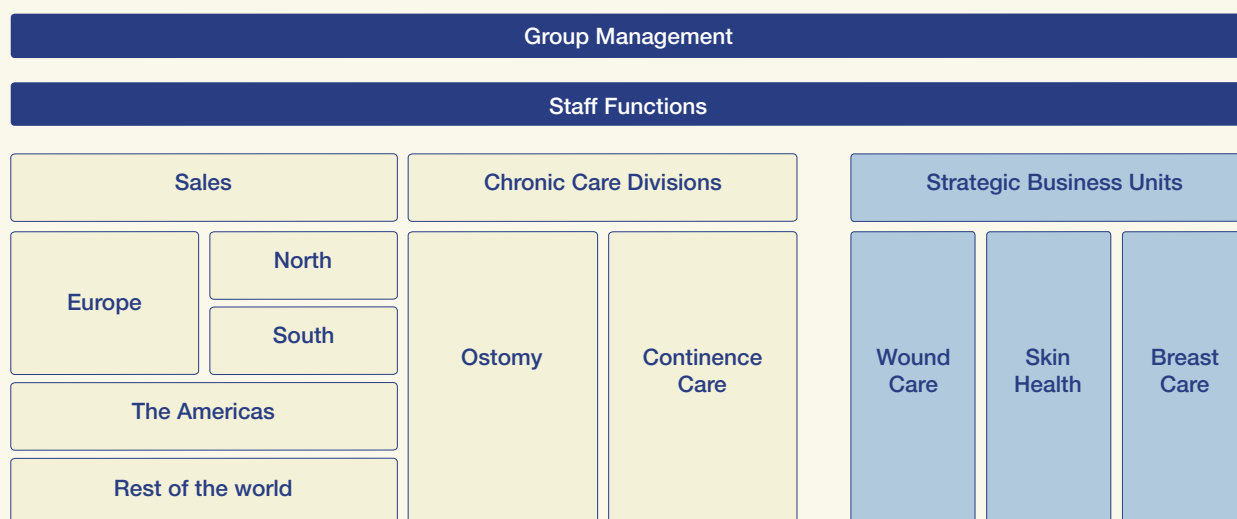 Group Management
Staff Functions
Sales
Chronic Care Divisions
Strategic Business Units
Europe
North
South
The Americas
Rest of the world
Ostomy
Continence
Care
Wound
Care
Skin
Health
Breast
Care